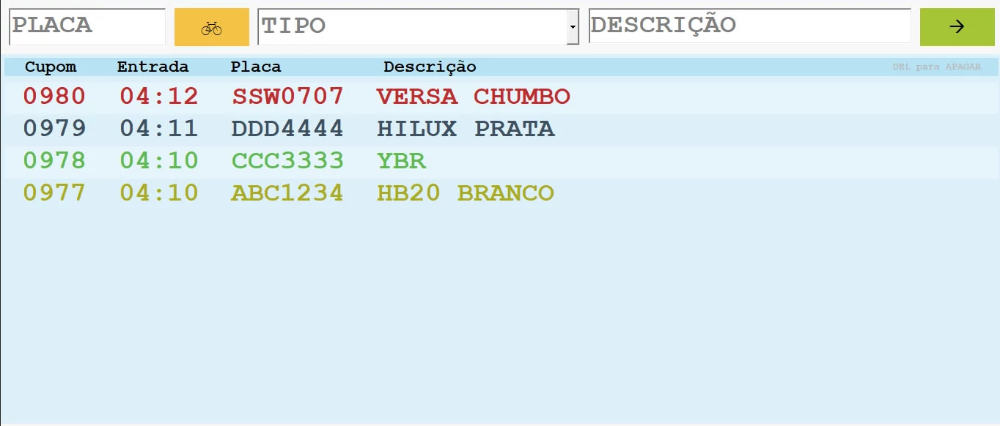 PLACA TIPO DESCRIÇÃO
Cupom Entrada Placa Descrição DEL para APAGAR
0980 04:12 SSW0707 VERSA CHUMBO
0979 04:11 DDD4444 HILUX PRATA
0978 04:10 CCC3333 YBR
0977 04:10 ABC1234 HB20 BRANCO